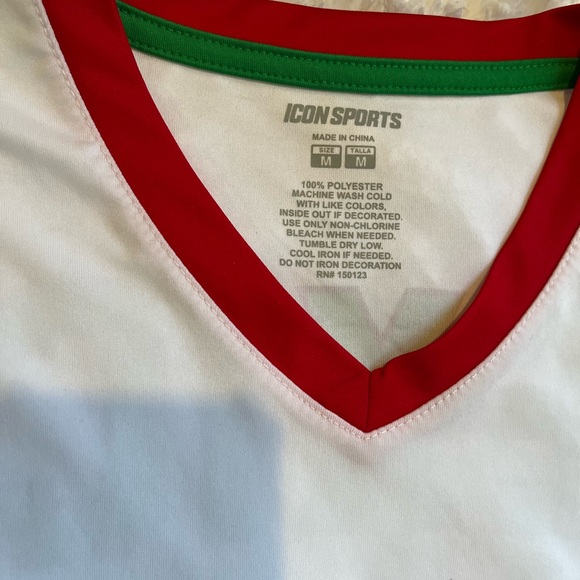 ICON SPORTS
MADE IN CHINA
SIZE TALLA
M M
100% POLYESTER
MACHINE WASH COLD
WITH LIKE COLORS,
INSIDE OUT IF DECORATED.
USE ONLY NON-CHLORINE
BLEACH WHEN NEEDED.
TUMBLE DRY LOW.
COOL IRON IF NEEDED.
DO NOT IRON DECORATION
RN# 150123